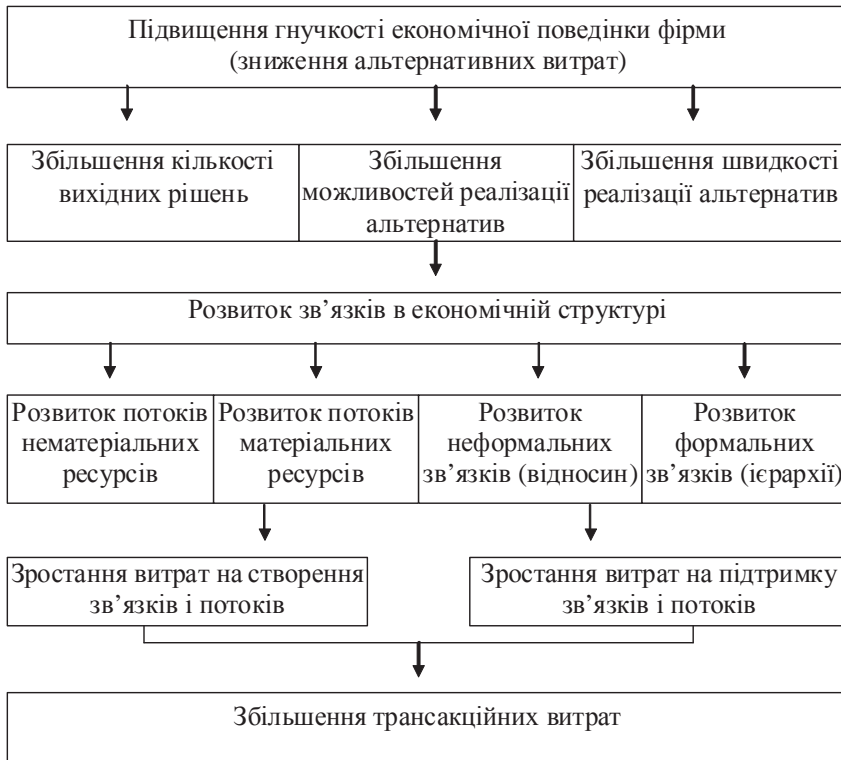 Підвищення гнучкості економічної поведінки фірми
(зниження альтернативних витрат)
Збільшення кількості
вихідних рішень
Збільшення
можливостей реалізації
альтернатив
Збільшення швидкості
реалізації альтернатив
Розвиток зв’язків в економічній структурі
Розвиток потоків
нематеріальних
ресурсів
Розвиток потоків
матеріальних
ресурсів
Розвиток
неформальних
зв’язків (відносин)
Розвиток
формальних
зв’язків (ієрархії)
Зростання витрат на створення
зв’язків і потоків
Зростання витрат на підтримку
зв’язків і потоків
Збільшення трансакційних витрат